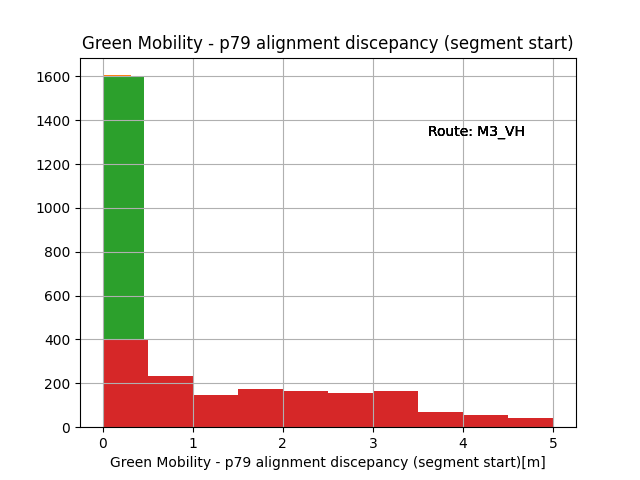 Green Mobility - p79 alignment discepancy (segment start)
1600
1400
Route: M3_VH
1200
1000
800
600
400
200
0
0 1 2 3 4 5
Green Mobility - p79 alignment discepancy (segment start)[m]